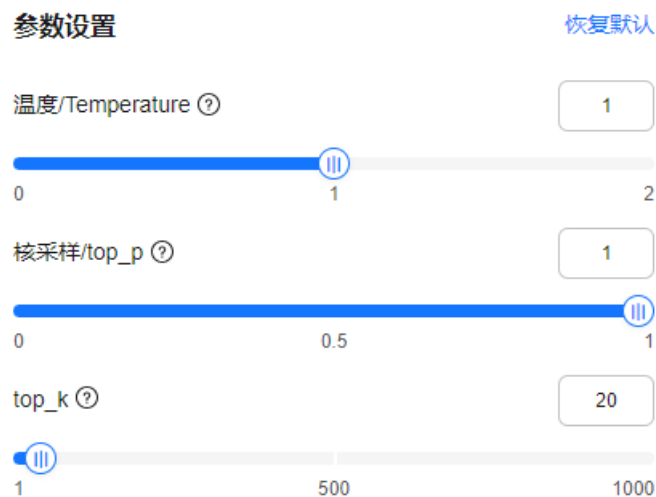 参数设置 恢复默认
温度/Temperature ? 1
0 1 2
核采样/top_p ? 1
0 0.5 1
top_k ? 20
1 500 1000